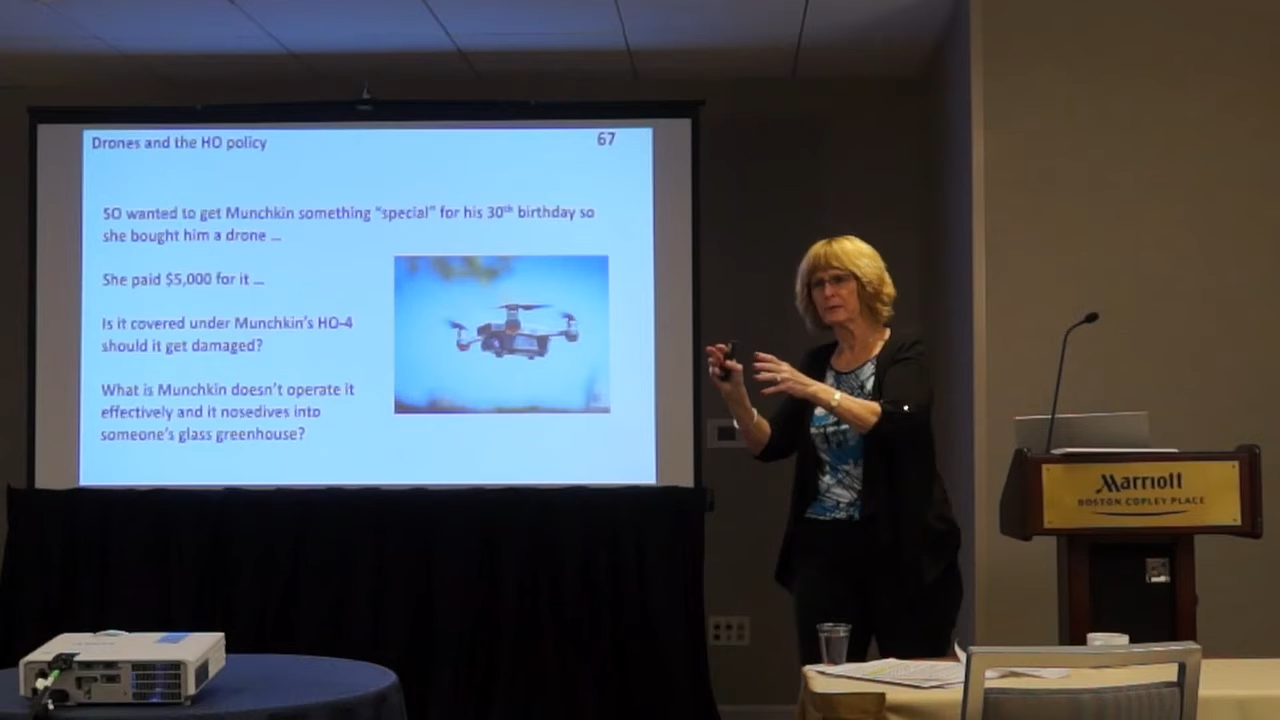 Drones and the HO policy
67
SO wanted to get Munchkin something “special” for his 30th birthday so
she bought him a drone ...
She paid $5,000 for it ...
Is it covered under Munchkin’s HO-4
should it get damaged?
What is Munchkin doesn’t operate it
effectively and it nosedives into
someone’s glass greenhouse?
Marriott
BOSTON COPLEY PLACE